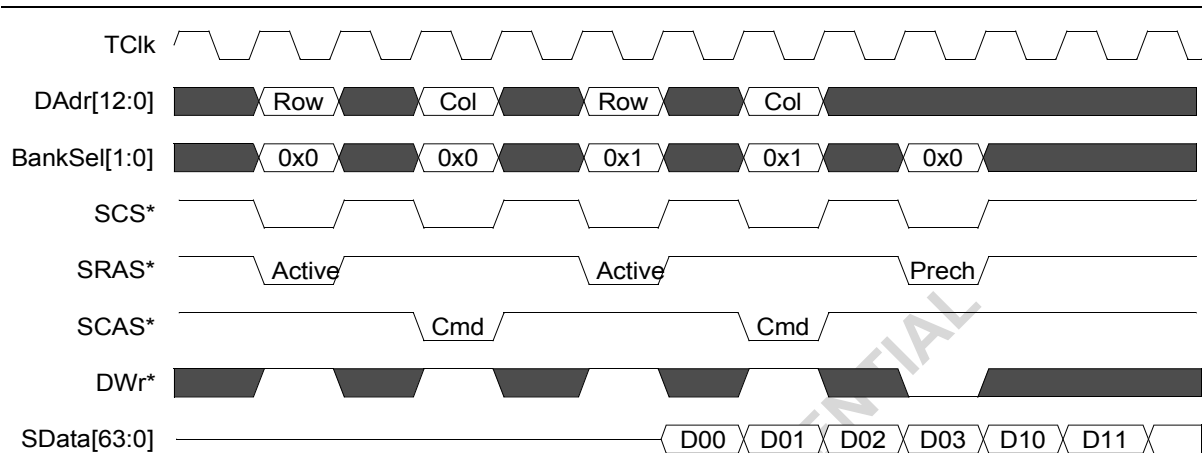 TClk
DAdr[12:0] Row Col Row Col
BankSel[1:0] 0x0 0x0 0x1 0x1 0x0
SCS*
SRAS* Active Active Prech
SCAS* Cmd Cmd
DWr*
ENTIAL
SData[63:0] D00 D01 D02 D03 D10 D11